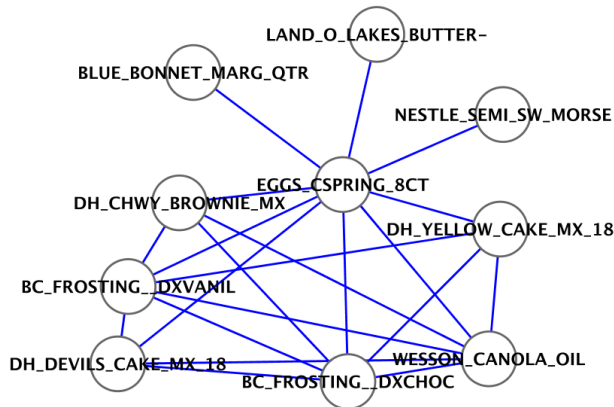 LAND_O_LAKES_BUTTER-
BLUE_BONNET_MARG_QTR
NESTLE_SEMI_SW_MORSE
EGGS_CSPRING_8CT
DH_CHWY_BROWNIE_MX
DH_YELLOW_CAKE_MX_18
BC_FROSTING__DXVANIL
DH_DEVILS_CAKE_MX_18
WESSON_CANOLA_OIL
BC_FROSTING__DXCHOC